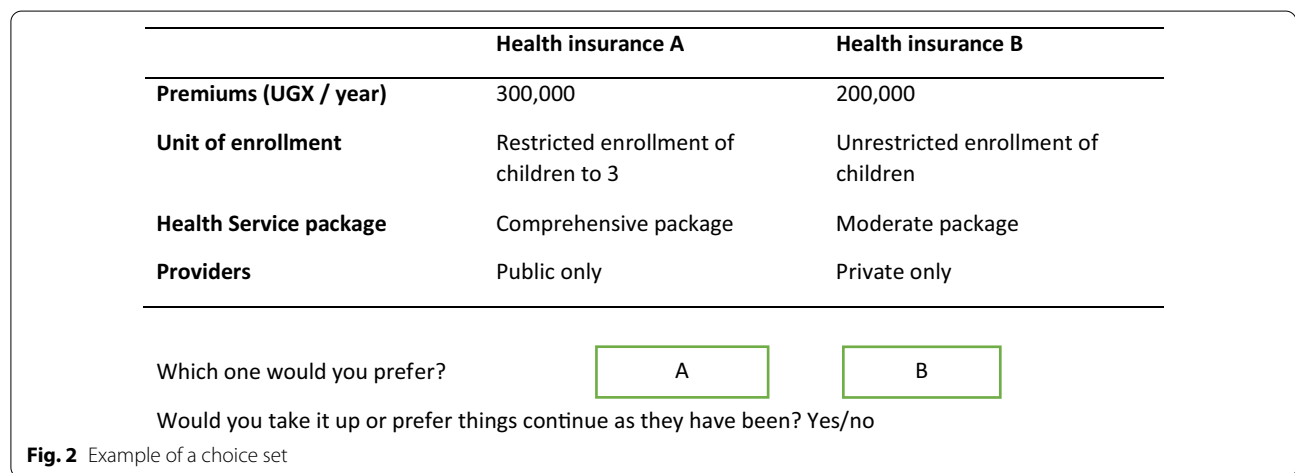 Health insurance A Health insurance B
Premiums (UGX / year) 300,000 200,000
Unit of enrollment Restricted enrollment of Unrestricted enrollment of
children to 3 children
Health Service package Comprehensive package Moderate package
Providers Public only Private only
Which one would you prefer? A B
Would you take it up or prefer things continue as they have been? Yes/no
Fig. 2 Example of a choice set